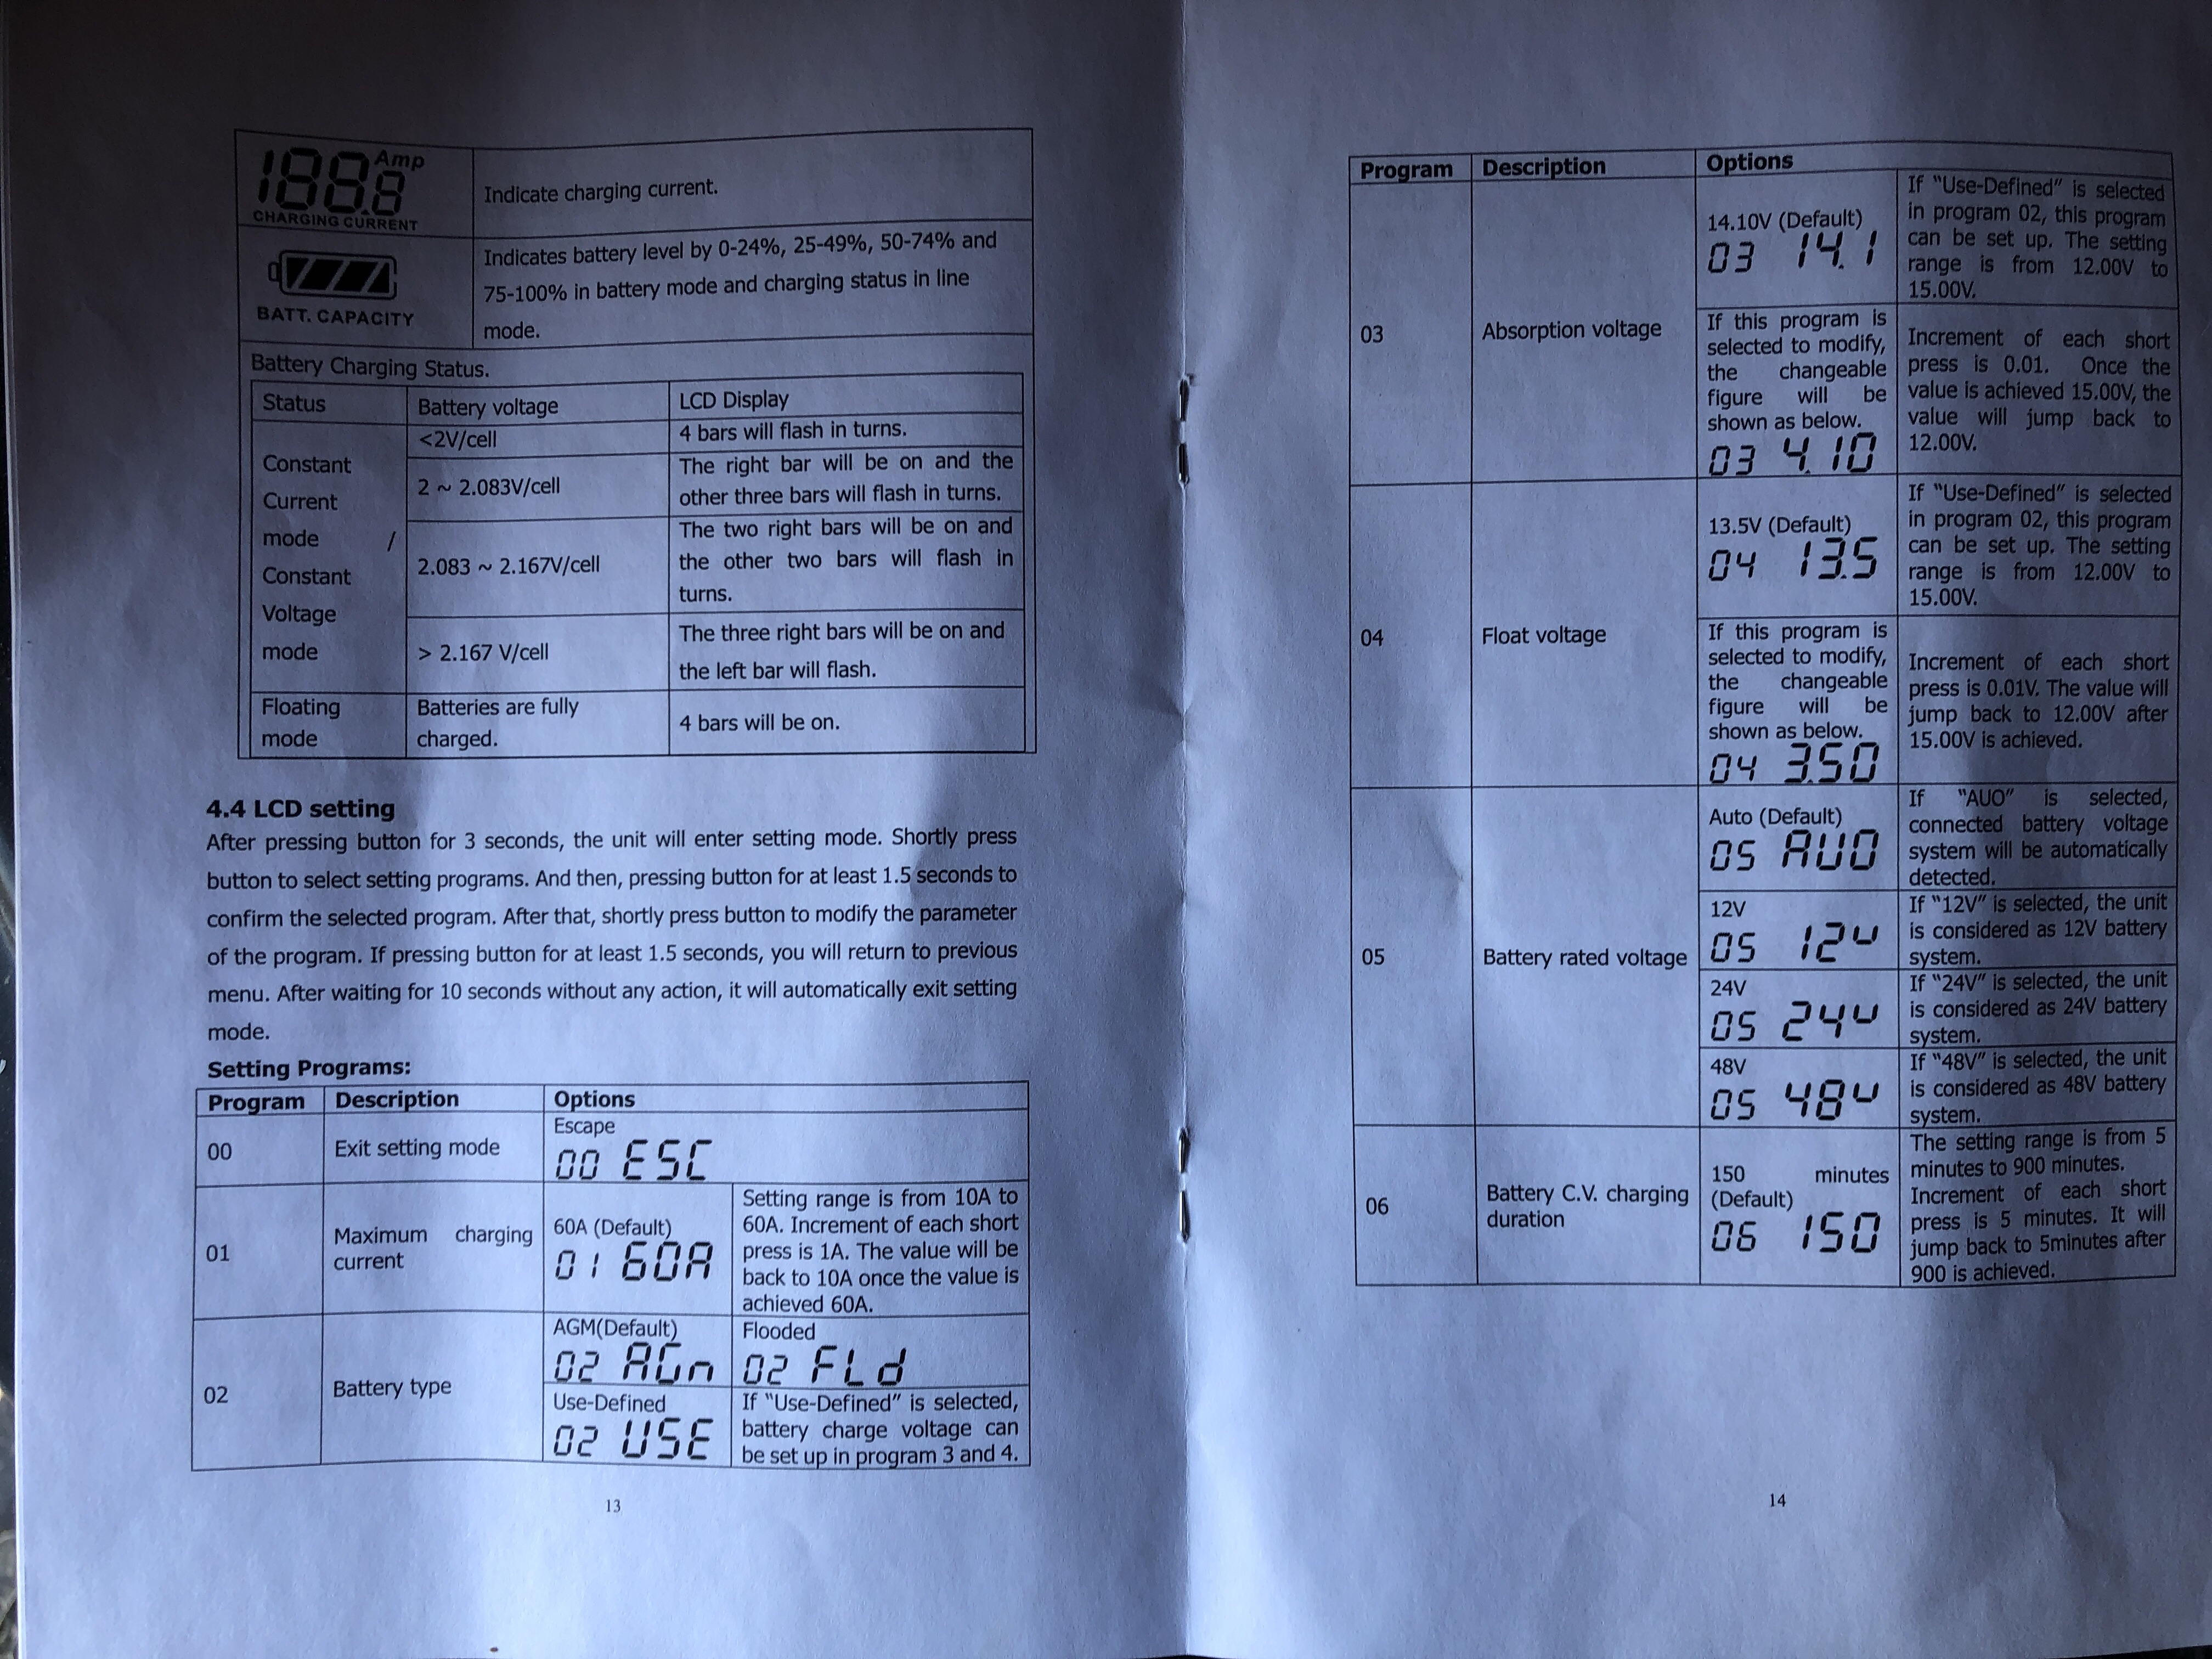 188.8 Amp
CHARGING CURRENT
Indicate charging current.
BATT. CAPACITY
Indicates battery level by 0-24%, 25-49%, 50-74% and
75-100% in battery mode and charging status in line
mode.
Battery Charging Status.
Status
Battery voltage
LCD Display
Constant
Current
mode /
Constant
Voltage
mode
<2V/cell
4 bars will flash in turns.
2 ~ 2.083V/cell
The right bar will be on and the
other three bars will flash in turns.
2.083 ~ 2.167V/cell
The two right bars will be on and
the other two bars will flash in
turns.
> 2.167 V/cell
The three right bars will be on and
the left bar will flash.
Floating
mode
Batteries are fully
charged.
4 bars will be on.
4.4 LCD setting
After pressing button for 3 seconds, the unit will enter setting mode. Shortly press
button to select setting programs. And then, pressing button for at least 1.5 seconds to
confirm the selected program. After that, shortly press button to modify the parameter
of the program. If pressing button for at least 1.5 seconds, you will return to previous
menu. After waiting for 10 seconds without any action, it will automatically exit setting
mode.
Setting Programs:
Program
Description
Options
00
Exit setting mode
Escape
00 ESC
01
Maximum charging
current
60A (Default)
01 60A
Setting range is from 10A to
60A. Increment of each short
press is 1A. The value will be
back to 10A once the value is
achieved 60A.
02
Battery type
AGM(Default)
02 AGn
Flooded
02 FLd
Use-Defined
02 USE
If "Use-Defined" is selected,
battery charge voltage can
be set up in program 3 and 4.
13
Program
Description
Options
03
Absorption voltage
14.10V (Default)
03 14.1
If "Use-Defined" is selected
in program 02, this program
can be set up. The setting
range is from 12.00V to
15.00V.
If this program is
selected to modify,
the changeable
figure will be
shown as below.
03 4.10
Increment of each short
press is 0.01. Once the
value is achieved 15.00V, the
value will jump back to
12.00V.
04
Float voltage
13.5V (Default)
04 13.5
If "Use-Defined" is selected
in program 02, this program
can be set up. The setting
range is from 12.00V to
15.00V.
If this program is
selected to modify,
the changeable
figure will be
shown as below.
04 3.50
Increment of each short
press is 0.01V. The value will
jump back to 12.00V after
15.00V is achieved.
05
Battery rated voltage
Auto (Default)
05 AUO
If "AUO" is selected,
connected battery voltage
system will be automatically
detected.
12V
05 12v
If "12V" is selected, the unit
is considered as 12V battery
system.
24V
05 24v
If "24V" is selected, the unit
is considered as 24V battery
system.
48V
05 48v
If "48V" is selected, the unit
is considered as 48V battery
system.
06
Battery C.V. charging
duration
150 minutes
(Default)
06 150
The setting range is from 5
minutes to 900 minutes.
Increment of each short
press is 5 minutes. It will
jump back to 5minutes after
900 is achieved.
14